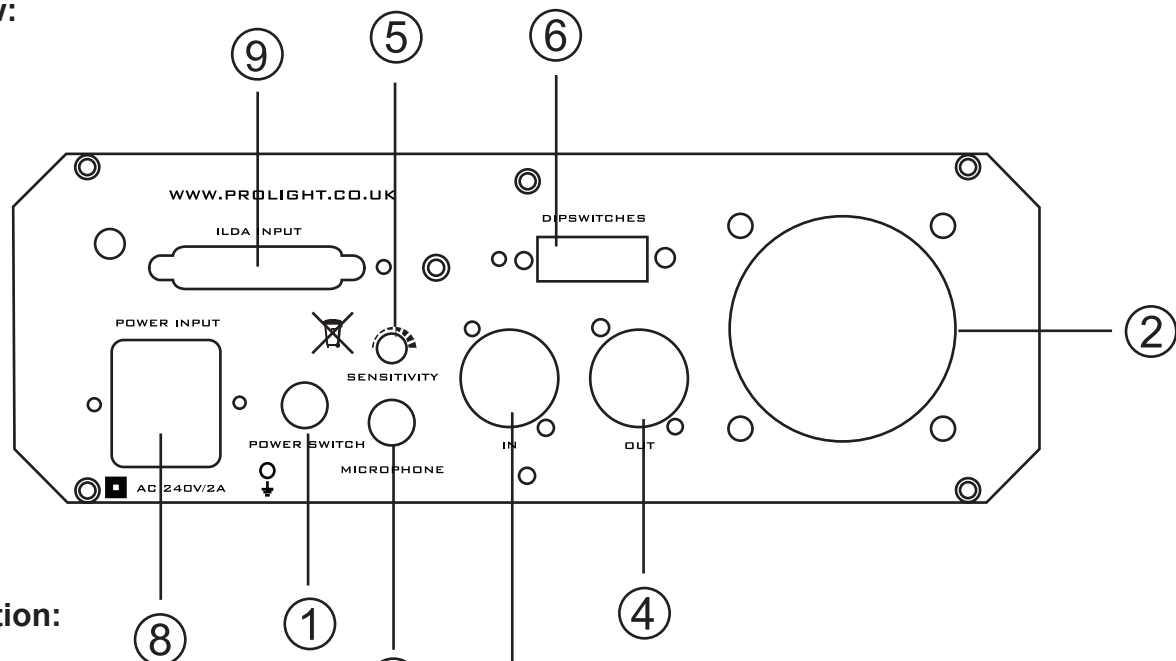 5
6
9
WWW.PROLIGHT.CO.UK
DIPSWITCHES
ILDA INPUT
POWER INPUT
2
SENSITIVITY
POWER SWITCH
IN
OUT
MICROPHONE
AC 240V/2A
4
1
8